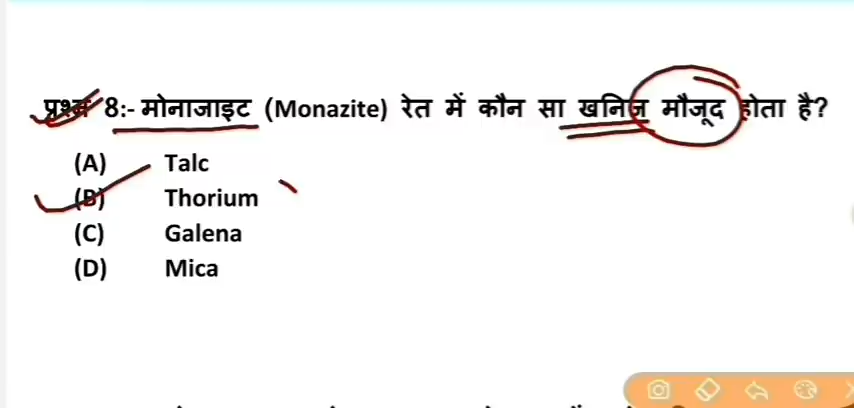 प्रश्न 8:- मोनाजाइट (Monazite) रेत में कौन सा खनिज मौजूद होता है?
(A) Talc
(B) Thorium
(C) Galena
(D) Mica